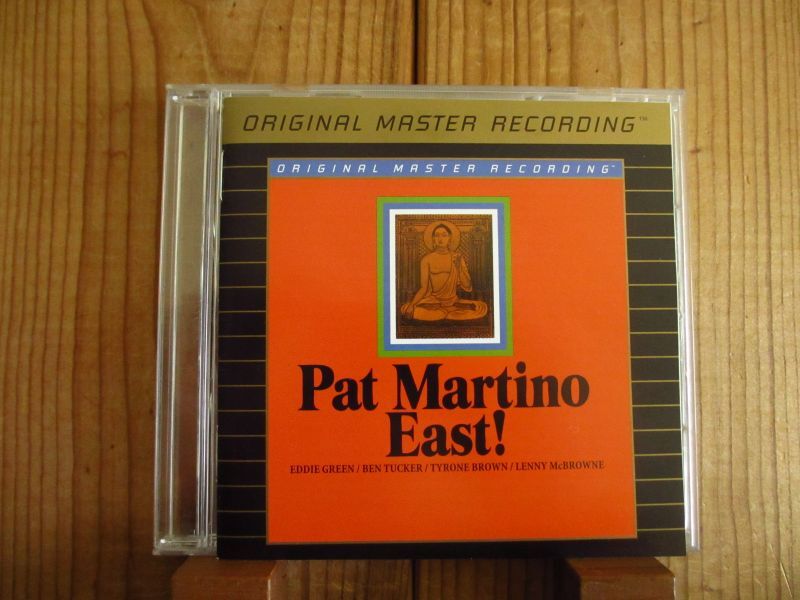 ORIGINAL MASTER RECORDING™
ORIGINAL MASTER RECORDING™
Pat Martino
East!
EDDIE GREEN / BEN TUCKER / TYRONE BROWN / LENNY McBROWNE